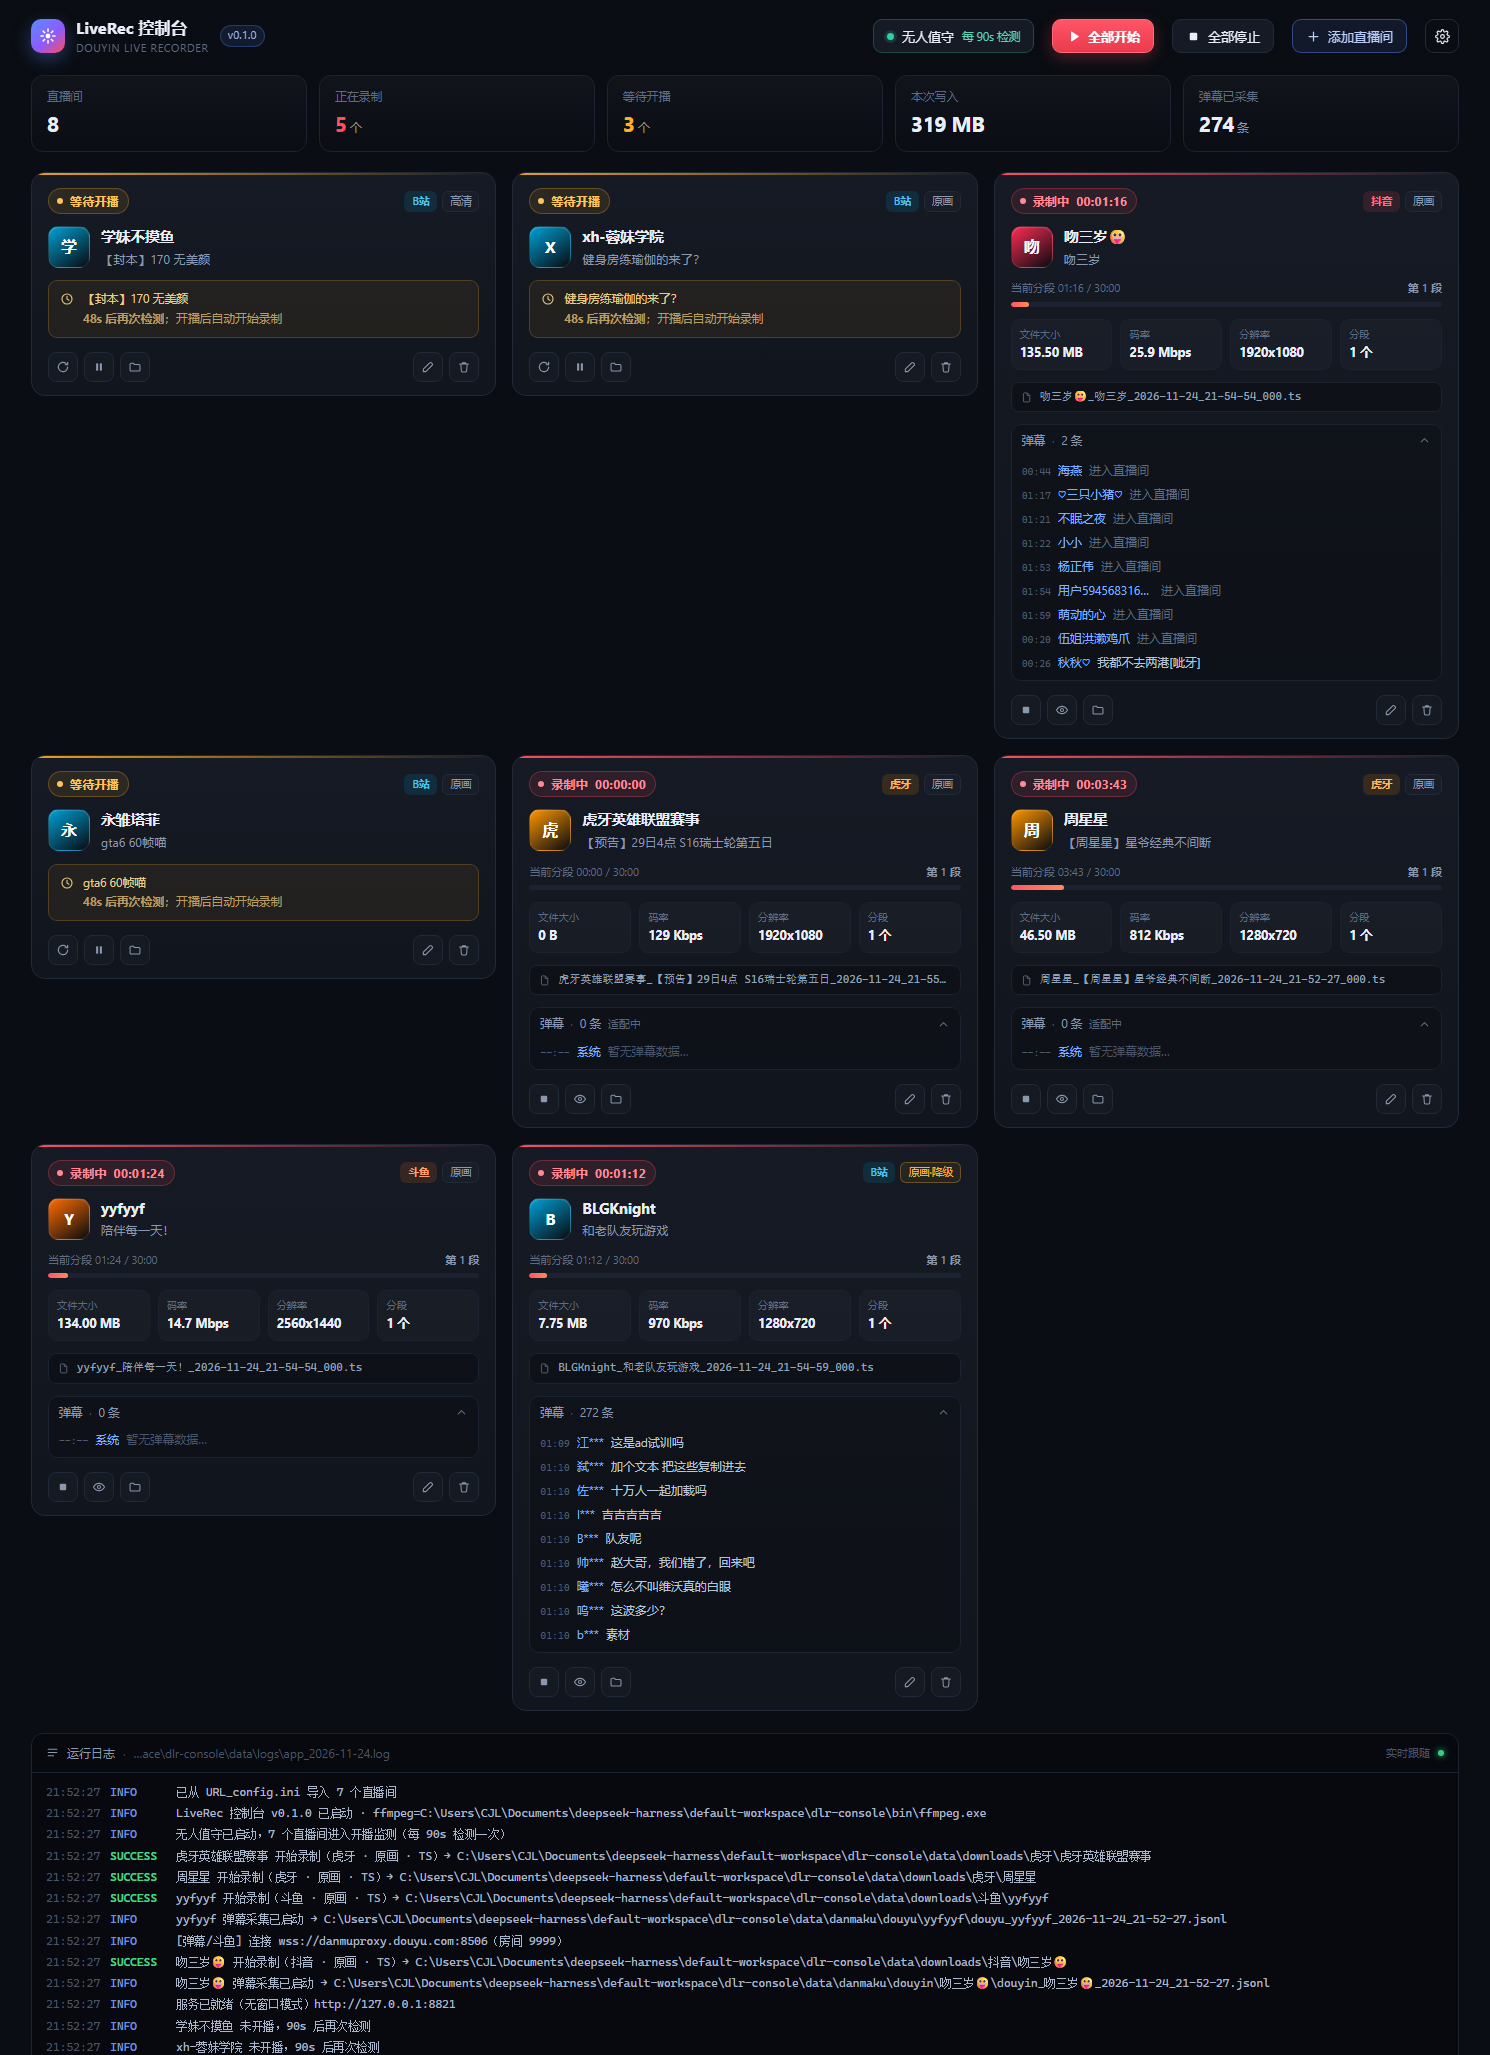 LiveRec 控制台
DOUYIN LIVE RECORDER
v0.1.0
无人值守 每 90s 检测
全部开始
全部停止
添加直播间
直播间
8
正在录制
5 个
等待开播
3 个
本次写入
319 MB
弹幕已采集
274 条
等待开播
B站
高清
学
学妹不摸鱼
【封本】170 无美颜
【封本】170 无美颜
48s 后再次检测；开播后自动开始录制
等待开播
B站
原画
X
xh-蓉妹学院
健身房练瑜伽的来了?
健身房练瑜伽的来了?
48s 后再次检测；开播后自动开始录制
录制中 00:01:16
抖音
原画
吻
吻三岁😛
吻三岁
当前分段 01:16 / 30:00
第 1 段
文件大小
135.50 MB
码率
25.9 Mbps
分辨率
1920x1080
分段
1 个
吻三岁😛_吻三岁_2026-11-24_21-54-54_000.ts
弹幕 · 2 条
00:44 海燕 进入直播间
01:17 ♡三只小猪♡ 进入直播间
01:21 不眠之夜 进入直播间
01:22 小小 进入直播间
01:53 杨正伟 进入直播间
01:54 用户594568316... 进入直播间
01:59 萌动的心 进入直播间
00:20 伍姐洪濑鸡爪 进入直播间
00:26 秋秋♡ 我都不去两港[呲牙]
等待开播
B站
原画
永
永雏塔菲
gta6 60帧喵
gta6 60帧喵
48s 后再次检测；开播后自动开始录制
录制中 00:00:00
虎牙
原画
虎
虎牙英雄联盟赛事
【预告】29日4点 S16瑞士轮第五日
当前分段 00:00 / 30:00
第 1 段
文件大小
0 B
码率
129 Kbps
分辨率
1920x1080
分段
1 个
虎牙英雄联盟赛事_【预告】29日4点 S16瑞士轮第五日_2026-11-24_21-55...
弹幕 · 0 条 适配中
--:-- 系统 暂无弹幕数据...
录制中 00:03:43
虎牙
原画
周
周星星
【周星星】星爷经典不间断
当前分段 03:43 / 30:00
第 1 段
文件大小
46.50 MB
码率
812 Kbps
分辨率
1280x720
分段
1 个
周星星_【周星星】星爷经典不间断_2026-11-24_21-52-27_000.ts
弹幕 · 0 条 适配中
--:-- 系统 暂无弹幕数据...
录制中 00:01:24
斗鱼
原画
Y
yyfyyf
陪伴每一天！
当前分段 01:24 / 30:00
第 1 段
文件大小
134.00 MB
码率
14.7 Mbps
分辨率
2560x1440
分段
1 个
yyfyyf_陪伴每一天！_2026-11-24_21-54-54_000.ts
弹幕 · 0 条
--:-- 系统 暂无弹幕数据...
录制中 00:01:12
B站
原画·降级
B
BLGKnight
和老队友玩游戏
当前分段 01:12 / 30:00
第 1 段
文件大小
7.75 MB
码率
970 Kbps
分辨率
1280x720
分段
1 个
BLGKnight_和老队友玩游戏_2026-11-24_21-54-59_000.ts
弹幕 · 272 条
01:09 江*** 这是ad试训吗
01:10 弑*** 加个文本 把这些复制进去
01:10 佐*** 十万人一起加载吗
01:10 l*** 吉吉吉吉吉
01:10 B*** 队友呢
01:10 帅*** 赵大哥，我们错了，回来吧
01:10 曦*** 怎么不叫维沃真的白眼
01:10 呜*** 这波多少?
01:10 b*** 素材
运行日志 · ...ace\dlr-console\data\logs\app_2026-11-24.log
实时跟随
21:52:27 INFO 已从 URL_config.ini 导入 7 个直播间
21:52:27 INFO LiveRec 控制台 v0.1.0 已启动 · ffmpeg=C:\Users\CJL\Documents\deepseek-harness\default-workspace\dlr-console\bin\ffmpeg.exe
21:52:27 INFO 无人值守已启动，7 个直播间进入开播监测（每 90s 检测一次）
21:52:27 SUCCESS 虎牙英雄联盟赛事 开始录制（虎牙 · 原画 · TS）→ C:\Users\CJL\Documents\deepseek-harness\default-workspace\dlr-console\data\downloads\虎牙\虎牙英雄联盟赛事
21:52:27 SUCCESS 周星星 开始录制（虎牙 · 原画 · TS）→ C:\Users\CJL\Documents\deepseek-harness\default-workspace\dlr-console\data\downloads\虎牙\周星星
21:52:27 SUCCESS yyfyyf 开始录制（斗鱼 · 原画 · TS）→ C:\Users\CJL\Documents\deepseek-harness\default-workspace\dlr-console\data\downloads\斗鱼\yyfyyf
21:52:27 INFO yyfyyf 弹幕采集已启动 → C:\Users\CJL\Documents\deepseek-harness\default-workspace\dlr-console\data\danmaku\douyu\yyfyyf\douyu_yyfyyf_2026-11-24_21-52-27.jsonl
21:52:27 INFO [弹幕/斗鱼] 连接 wss://danmuproxy.douyu.com:8506（房间 9999）
21:52:27 SUCCESS 吻三岁😛 开始录制（抖音 · 原画 · TS）→ C:\Users\CJL\Documents\deepseek-harness\default-workspace\dlr-console\data\downloads\抖音\吻三岁😛
21:52:27 INFO 吻三岁😛 弹幕采集已启动 → C:\Users\CJL\Documents\deepseek-harness\default-workspace\dlr-console\data\danmaku\douyin\吻三岁😛\douyin_吻三岁😛_2026-11-24_21-52-27.jsonl
21:52:27 INFO 服务已就绪（无窗口模式）http://127.0.0.1:8821
21:52:27 INFO 学妹不摸鱼 未开播，90s 后再次检测
21:52:27 INFO xh-蓉妹学院 未开播，90s 后再次检测